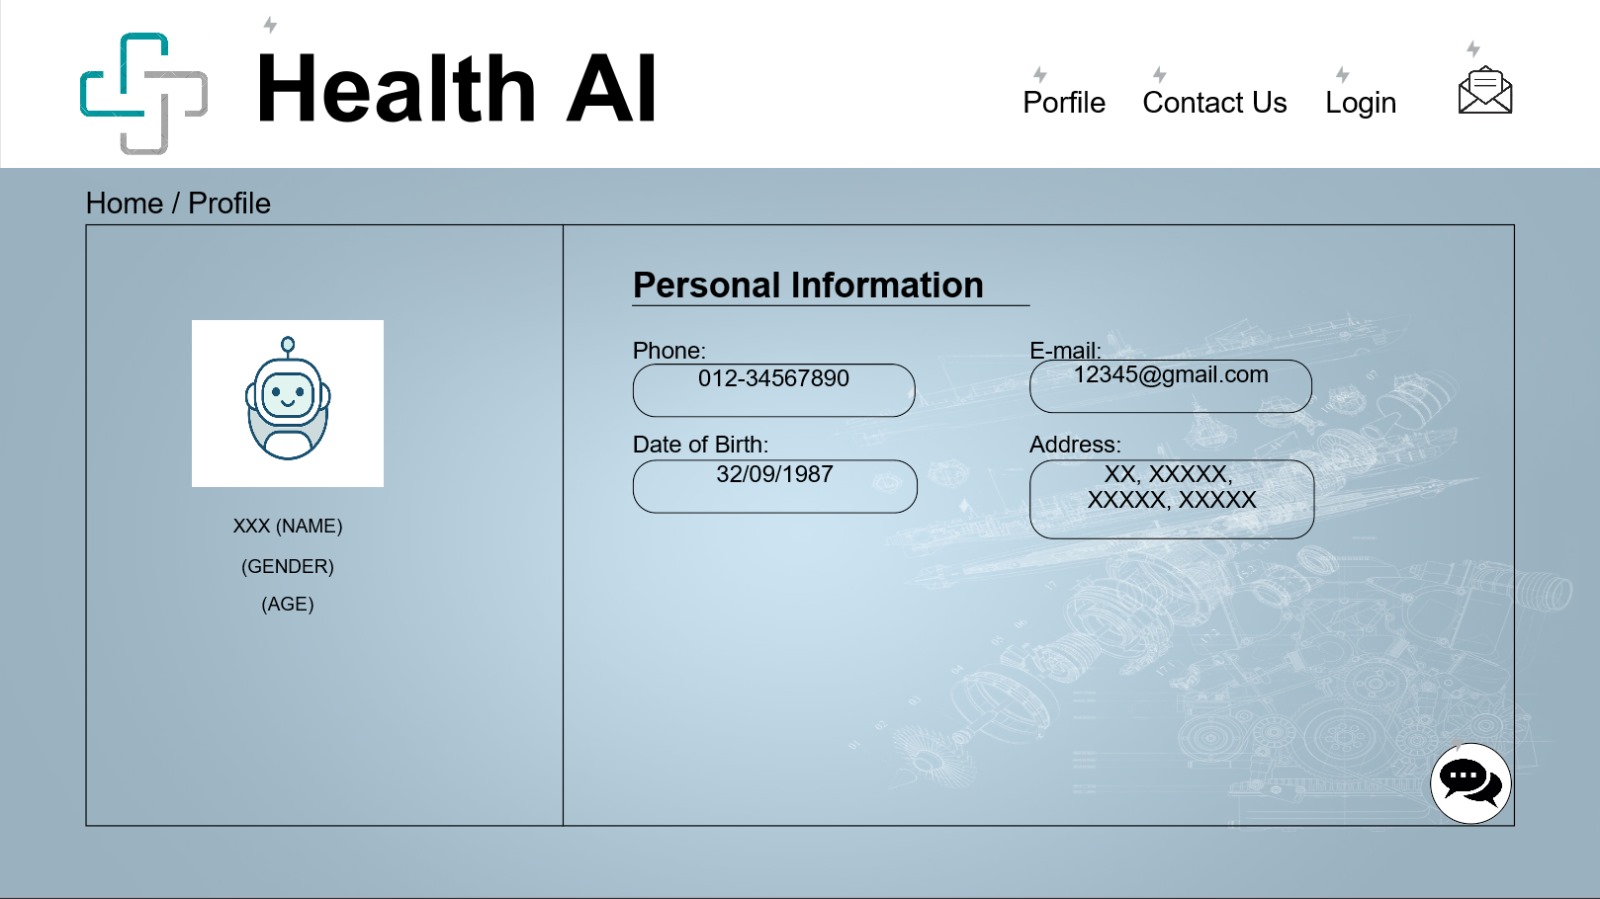 Health AI
Porfile
Contact Us
Login
Home / Profile
Personal Information
Phone:
012-34567890
E-mail:
12345@gmail.com
Date of Birth:
32/09/1987
Address:
XX, XXXXX,
XXXXX, XXXXX
XXX (NAME)
(GENDER)
(AGE)